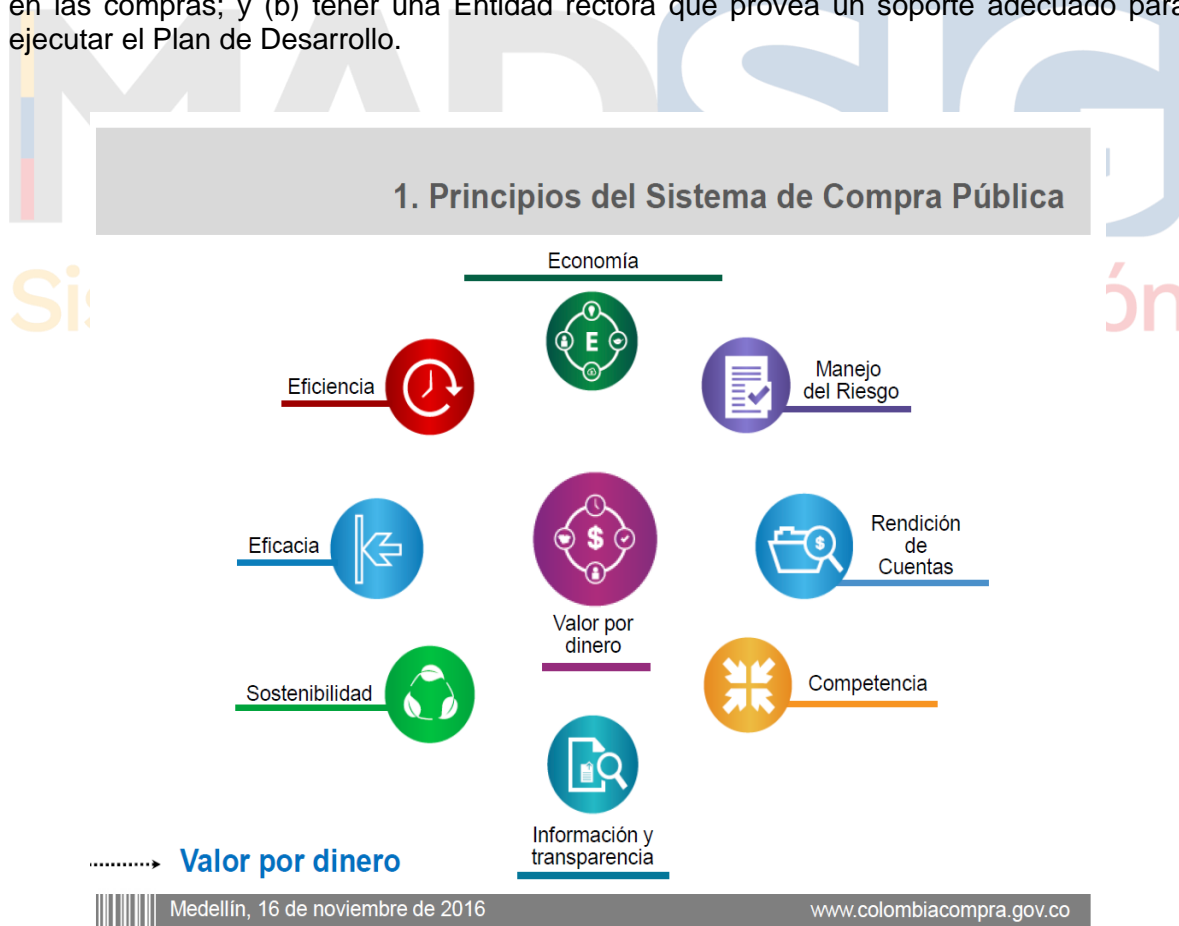 en las compras; y (b) tener una Entidad rectora que provea un soporte adecuado para
ejecutar el Plan de Desarrollo.
MADSIG
1. Principios del Sistema de Compra Pública
Economía
E
Eficiencia
Manejo
del Riesgo
Eficacia
$
Valor por
dinero
$
Rendición
de
Cuentas
Sostenibilidad
Competencia
Información y
transparencia
Valor por dinero
Medellín, 16 de noviembre de 2016
www.colombiacompra.gov.co